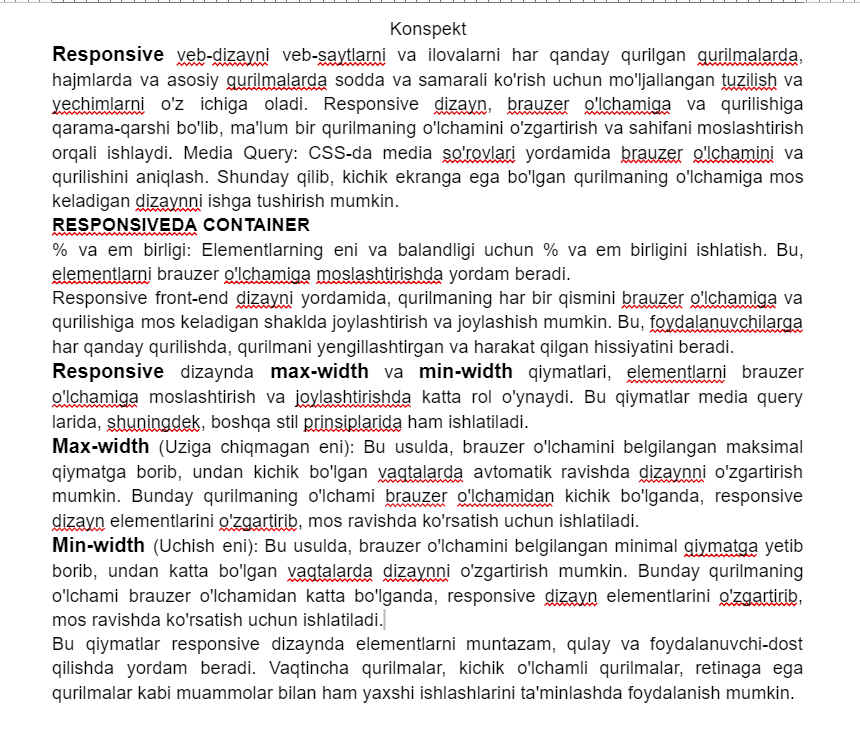 Konspekt
Responsive veb-dizayni veb-saytlarni va ilovalarni har qanday qurilgan qurilmalarda,
hajmlarda va asosiy qurilmalarda sodda va samarali ko'rish uchun mo'ljallangan tuzilish va
yechimlarni o'z ichiga oladi. Responsive dizayn, brauzer o'lchamiga va qurilishiga
qarama-qarshi bo'lib, ma'lum bir qurilmaning o'lchamini o'zgartirish va sahifani moslashtirish
orqali ishlaydi. Media Query: CSS-da media so'rovlari yordamida brauzer o'lchamini va
qurilishini aniqlash. Shunday qilib, kichik ekranga ega bo'lgan qurilmaning o'lchamiga mos
keladigan dizaynni ishga tushirish mumkin.
RESPONSIVEDA CONTAINER
% va em birligi: Elementlarning eni va balandligi uchun % va em birligini ishlatish. Bu,
elementlarni brauzer o'lchamiga moslashtirishda yordam beradi.
Responsive front-end dizayni yordamida, qurilmaning har bir qismini brauzer o'lchamiga va
qurilishiga mos keladigan shaklda joylashtirish va joylashish mumkin. Bu, foydalanuvchilarga
har qanday qurilishda, qurilmani yengillashtirgan va harakat qilgan hissiyatini beradi.
Responsive dizaynda max-width va min-width qiymatlari, elementlarni brauzer
o'lchamiga moslashtirish va joylashtirishda katta rol o'ynaydi. Bu qiymatlar media query
larida, shuningdek, boshqa stil prinsiplarida ham ishlatiladi.
Max-width (Uziga chiqmagan eni): Bu usulda, brauzer o'lchamini belgilangan maksimal
qiymatga borib, undan kichik bo'lgan vaqtalarda avtomatik ravishda dizaynni o'zgartirish
mumkin. Bunday qurilmaning o'lchami brauzer o'lchamidan kichik bo'lganda, responsive
dizayn elementlarini o'zgartirib, mos ravishda ko'rsatish uchun ishlatiladi.
Min-width (Uchish eni): Bu usulda, brauzer o'lchamini belgilangan minimal qiymatga yetib
borib, undan katta bo'lgan vaqtalarda dizaynni o'zgartirish mumkin. Bunday qurilmaning
o'lchami brauzer o'lchamidan katta bo'lganda, responsive dizayn elementlarini o'zgartirib,
mos ravishda ko'rsatish uchun ishlatiladi.
Bu qiymatlar responsive dizaynda elementlarni muntazam, qulay va foydalanuvchi-dost
qilishda yordam beradi. Vaqtincha qurilmalar, kichik o'lchamli qurilmalar, retinaga ega
qurilmalar kabi muammolar bilan ham yaxshi ishlashlarini ta'minlashda foydalanish mumkin.